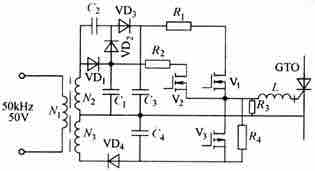 C₂
VD₃
R₁
VD₂
R₂
GTO
VD₁
V₁
50kHz
50V
N₁
N₂
C₁
C₃
V₂
L
R₃
N₃
C₄
V₃
R₄
VD₄